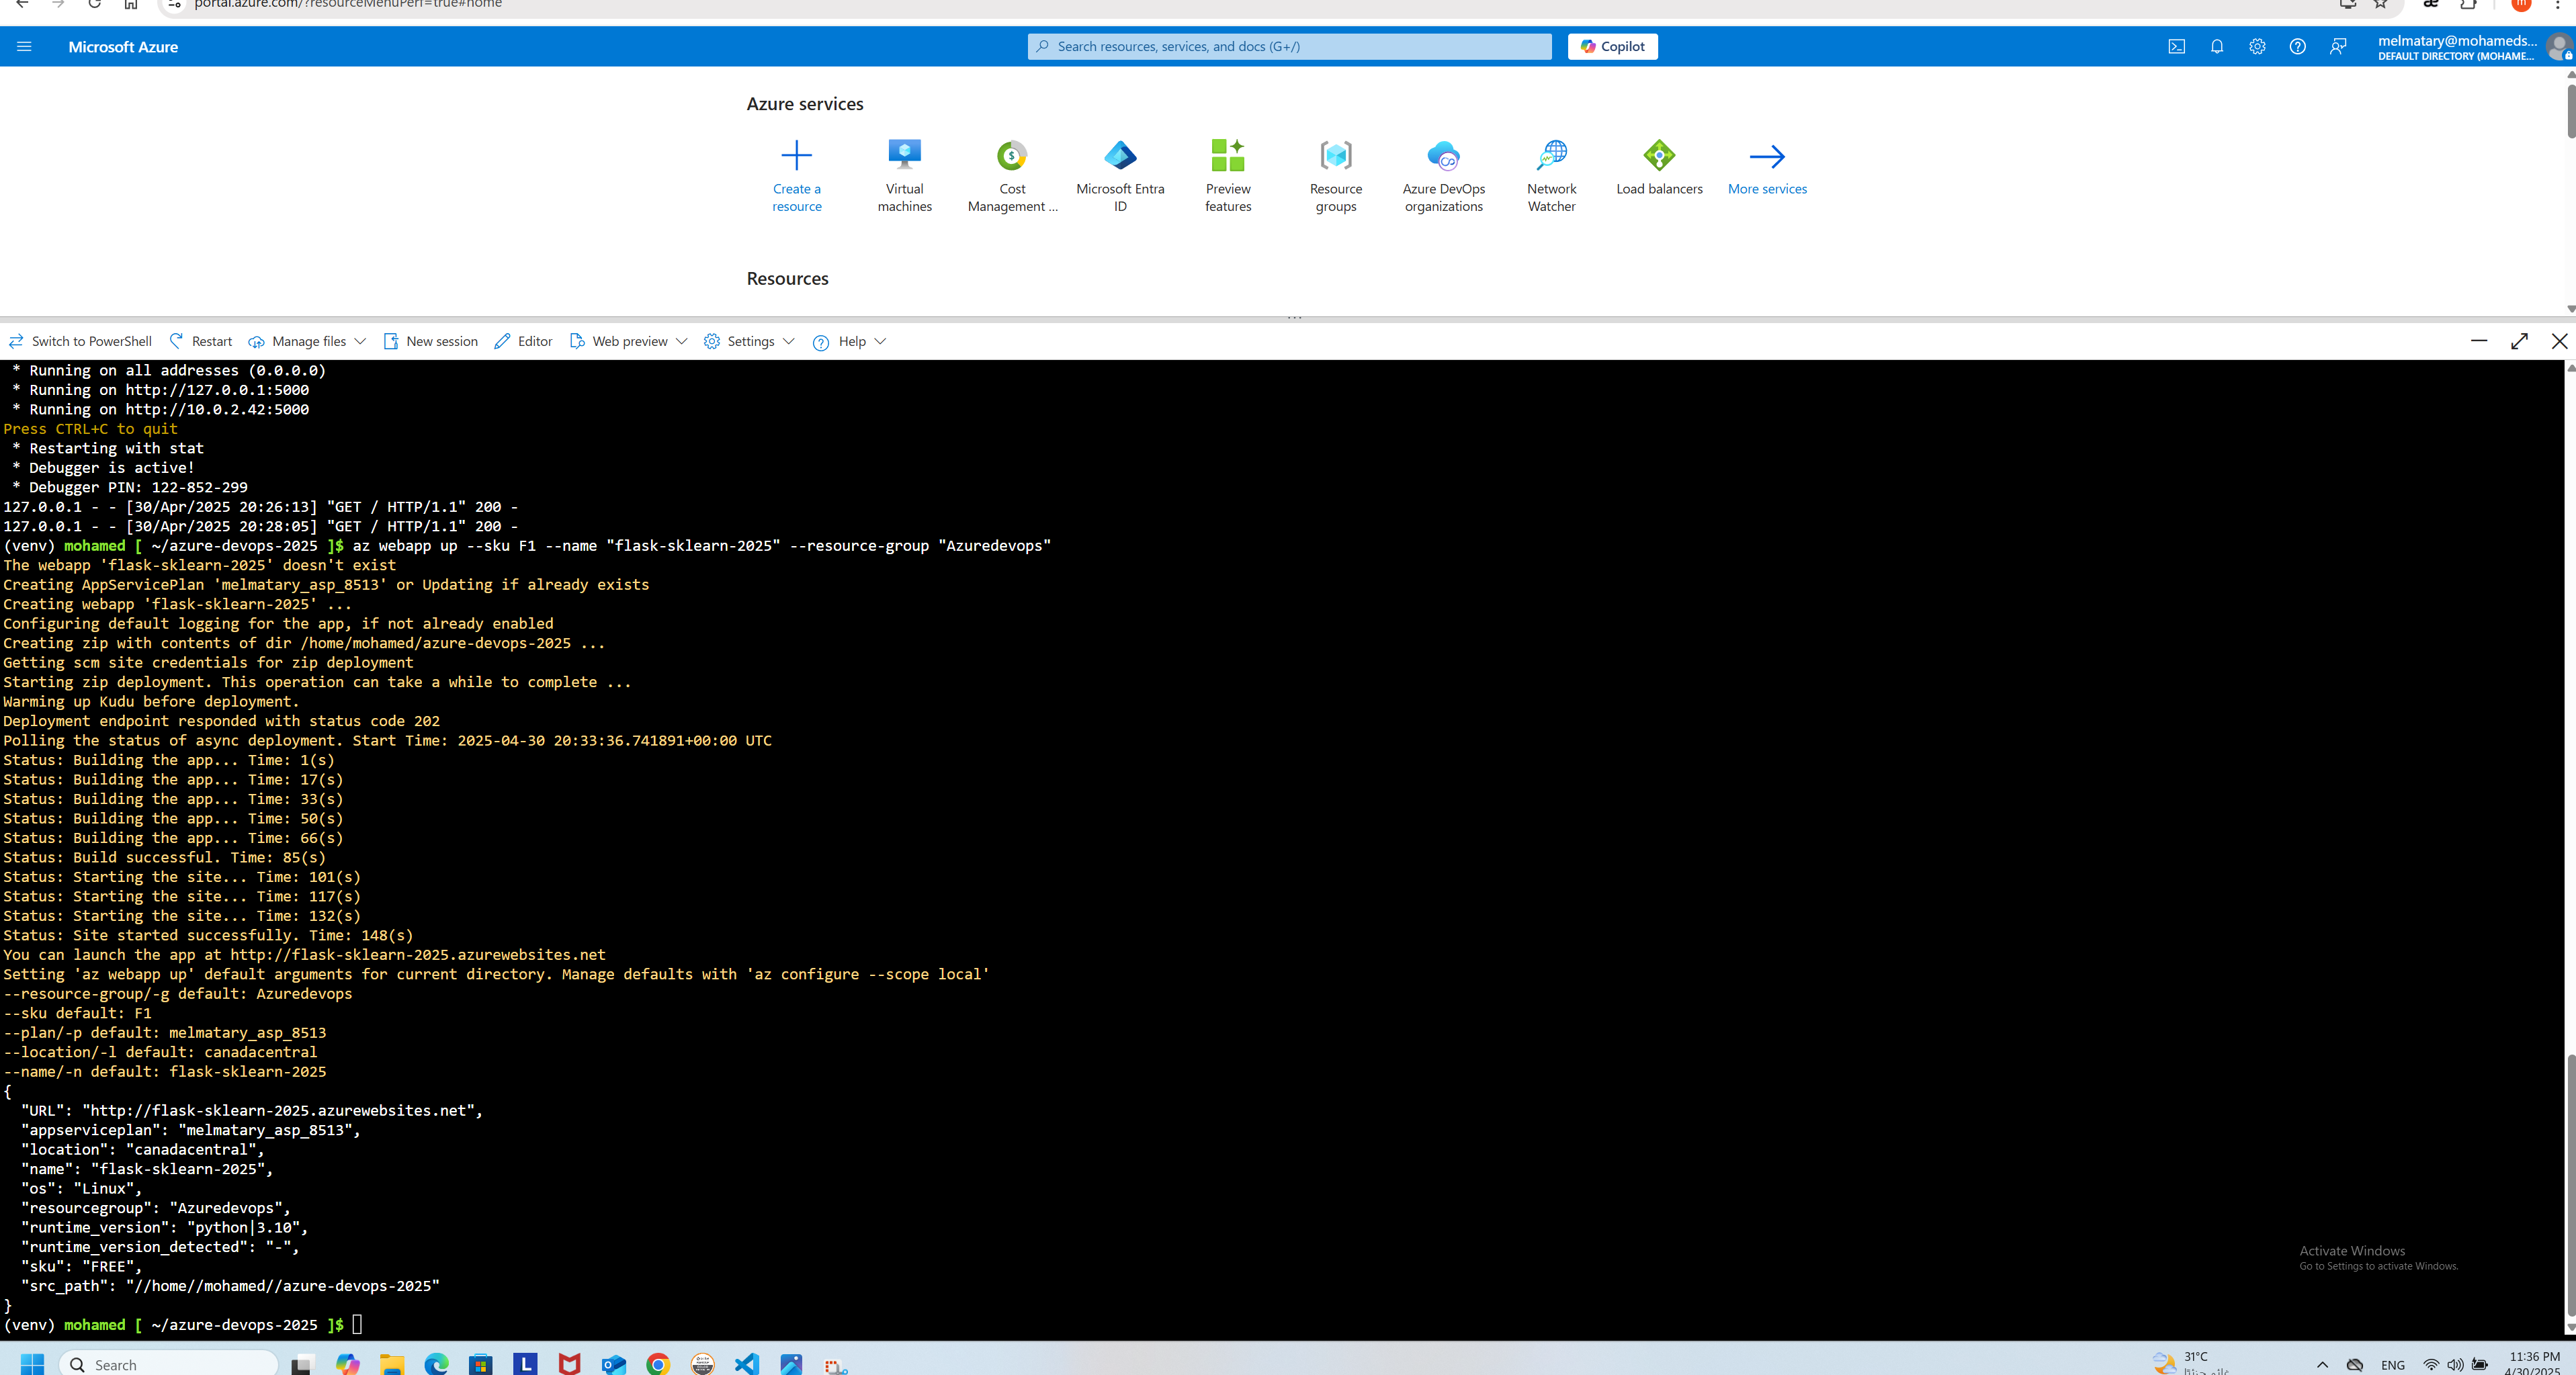 portal.azure.com/?resourceMenuPerf=true#home
Microsoft Azure
Search resources, services, and docs (G+/)
Copilot
melmatary@mohameds...
DEFAULT DIRECTORY (MOHAME...
Azure services
Create a resource
Virtual machines
Cost Management ...
Microsoft Entra ID
Preview features
Resource groups
Azure DevOps organizations
Network Watcher
Load balancers
More services
Resources
Switch to PowerShell
Restart
Manage files
New session
Editor
Web preview
Settings
Help
* Running on all addresses (0.0.0.0)
* Running on http://127.0.0.1:5000
* Running on http://10.0.2.42:5000
Press CTRL+C to quit
* Restarting with stat
* Debugger is active!
* Debugger PIN: 122-852-299
127.0.0.1 - - [30/Apr/2025 20:26:13] "GET / HTTP/1.1" 200 -
127.0.0.1 - - [30/Apr/2025 20:28:05] "GET / HTTP/1.1" 200 -
(venv) mohamed [ ~/azure-devops-2025 ]$ az webapp up --sku F1 --name "flask-sklearn-2025" --resource-group "Azuredevops"
The webapp 'flask-sklearn-2025' doesn't exist
Creating AppServicePlan 'melmatary_asp_8513' or Updating if already exists
Creating webapp 'flask-sklearn-2025' ...
Configuring default logging for the app, if not already enabled
Creating zip with contents of dir /home/mohamed/azure-devops-2025 ...
Getting scm site credentials for zip deployment
Starting zip deployment. This operation can take a while to complete ...
Warming up Kudu before deployment.
Deployment endpoint responded with status code 202
Polling the status of async deployment. Start Time: 2025-04-30 20:33:36.741891+00:00 UTC
Status: Building the app... Time: 1(s)
Status: Building the app... Time: 17(s)
Status: Building the app... Time: 33(s)
Status: Building the app... Time: 50(s)
Status: Building the app... Time: 66(s)
Status: Build successful. Time: 85(s)
Status: Starting the site... Time: 101(s)
Status: Starting the site... Time: 117(s)
Status: Starting the site... Time: 132(s)
Status: Site started successfully. Time: 148(s)
You can launch the app at http://flask-sklearn-2025.azurewebsites.net
Setting 'az webapp up' default arguments for current directory. Manage defaults with 'az configure --scope local'
--resource-group/-g default: Azuredevops
--sku default: F1
--plan/-p default: melmatary_asp_8513
--location/-l default: canadacentral
--name/-n default: flask-sklearn-2025
{
"URL": "http://flask-sklearn-2025.azurewebsites.net",
"appserviceplan": "melmatary_asp_8513",
"location": "canadacentral",
"name": "flask-sklearn-2025",
"os": "Linux",
"resourcegroup": "Azuredevops",
"runtime_version": "python|3.10",
"runtime_version_detected": "-",
"sku": "FREE",
"src_path": "//home//mohamed//azure-devops-2025"
}
(venv) mohamed [ ~/azure-devops-2025 ]$
Activate Windows
Go to Settings to activate Windows.
Search
31°C
ENG
11:36 PM
4/30/2025